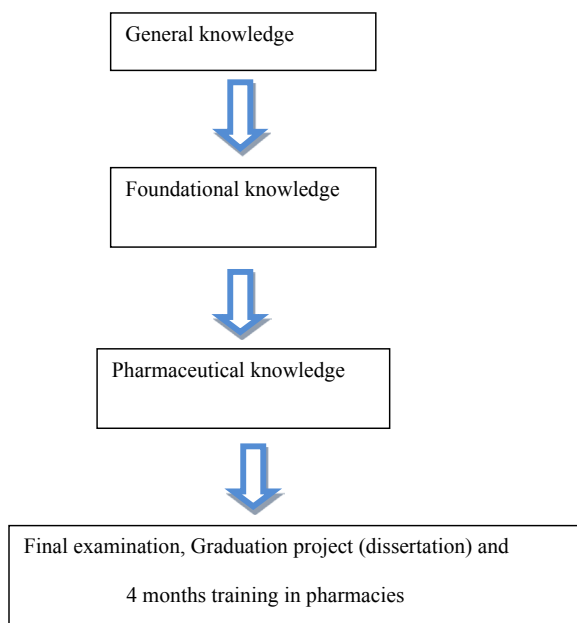 General knowledge
Foundational knowledge
Pharmaceutical knowledge
Final examination, Graduation project (dissertation) and
4 months training in pharmacies